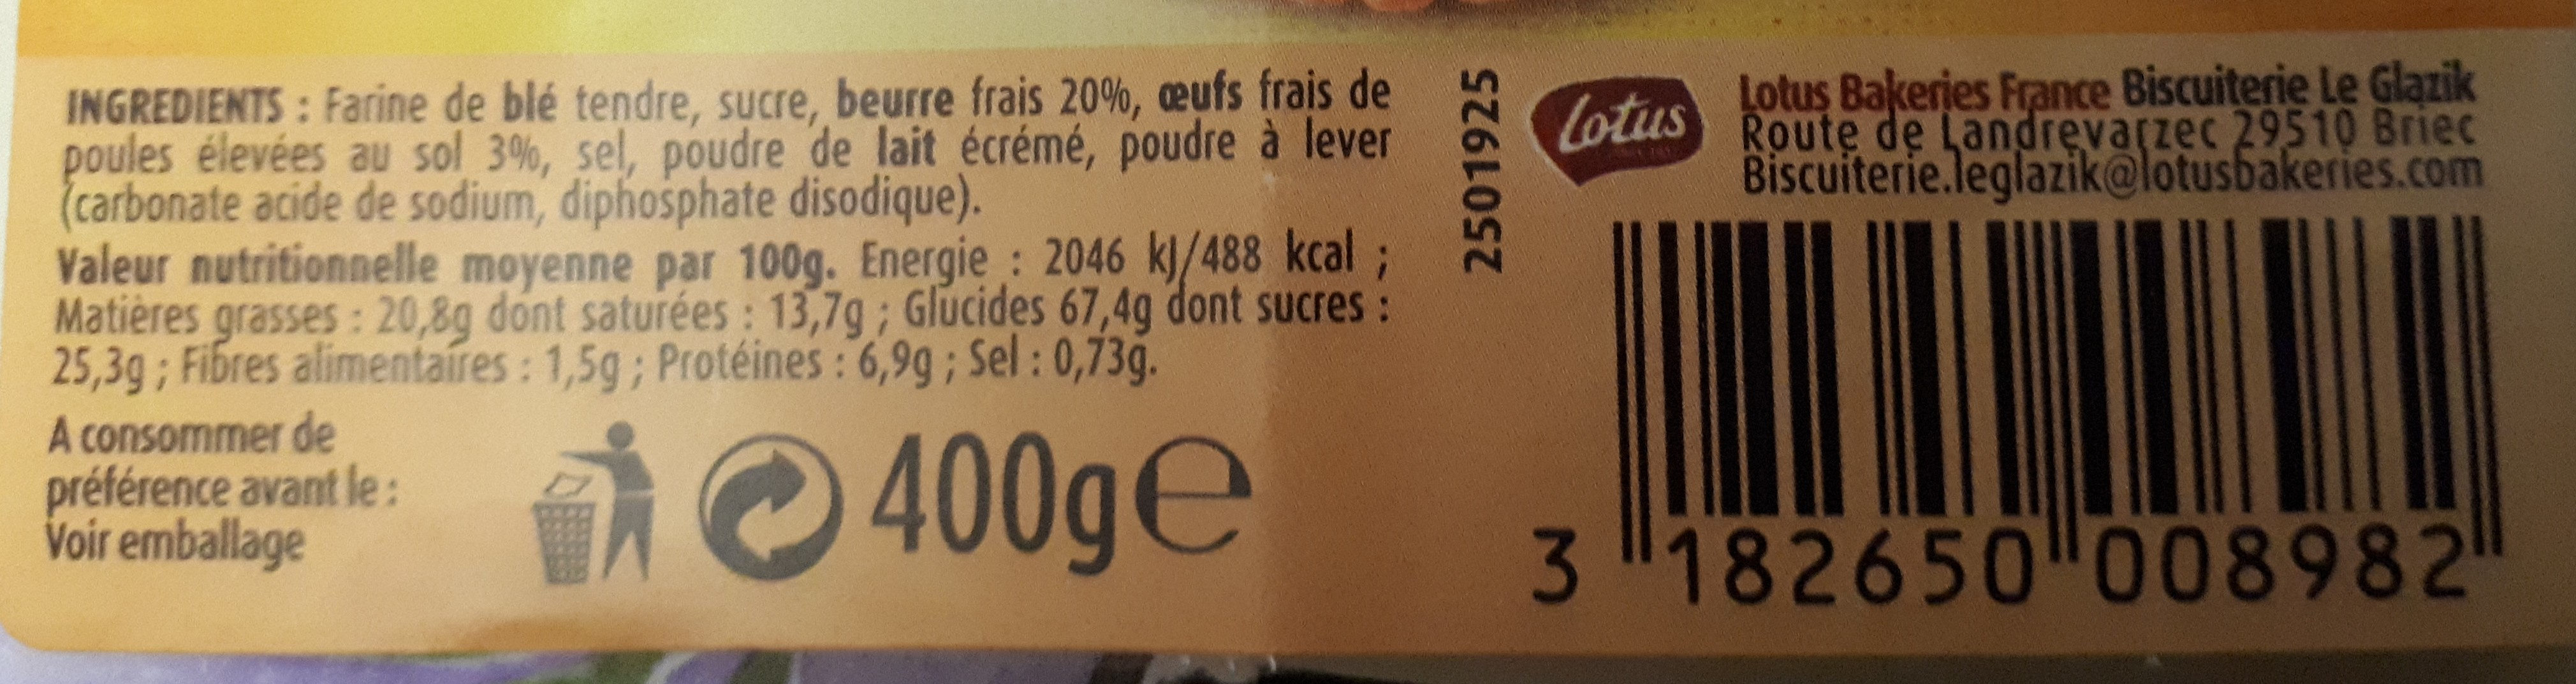 INGREDIENTS : Farine de blé tendre, sucre, beurre frais 20%, œufs frais de
poules élevées au sol 3%, sel, poudre de lait écrémé, poudre à lever
(carbonate acide de sodium, diphosphate disodique).
Valeur nutritionnelle moyenne par 100g. Energie : 2046 kJ/488 kcal ;
Matières grasses : 20,8g dont saturées : 13,7g ; Glucides 67,4g dont sucres :
25,3g ; Fibres alimentaires : 1,5g ; Protéines : 6,9g ; Sel : 0,73g.
A consommer de
préférence avant le :
Voir emballage
400g e
2501925
Lotus
Lotus Bakeries France Biscuiterie Le Glazik
Route de Landrevarzec 29510 Briec
Biscuiterie.leglazik@lotusbakeries.com
3 182650 008982